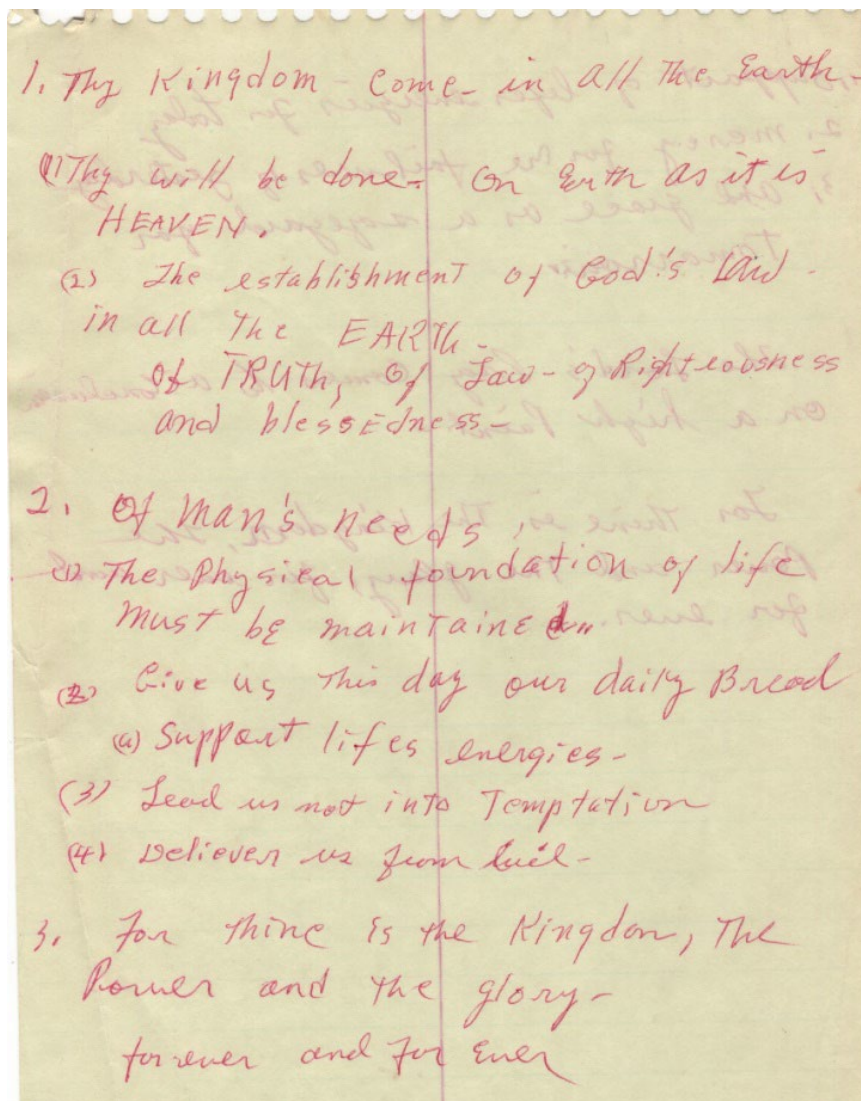 1. Thy Kingdom - Come - in all The Earth -
(1) Thy will be done - On Earth as it is
HEAVEN.
(2) The establishment of God's Law -
in all The EARTh -
Of TRUTh, Of Law - of Righteousness
and blessEdness -
2. Of Man's needs
(1) The Physical foundation of life
Must be mainTained.
(2) Give us This day our daily Bread
(a) Support lifes energies -
(3) Lead us not into Temptation
(4) Deliever us from Evil -
3. For Thine is the Kingdom, The
Power and the glory -
forever and For Ever